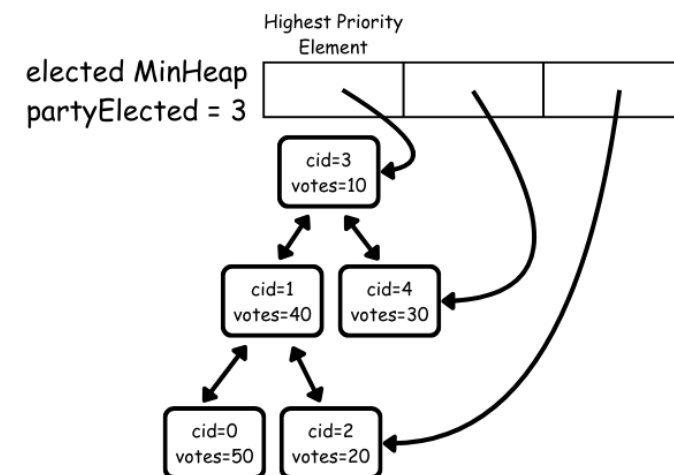 Highest Priority
Element
elected MinHeap
partyElected = 3
cid=3
votes=10
cid=1
votes=40
cid=4
votes=30
cid=0
votes=50
cid=2
votes=20